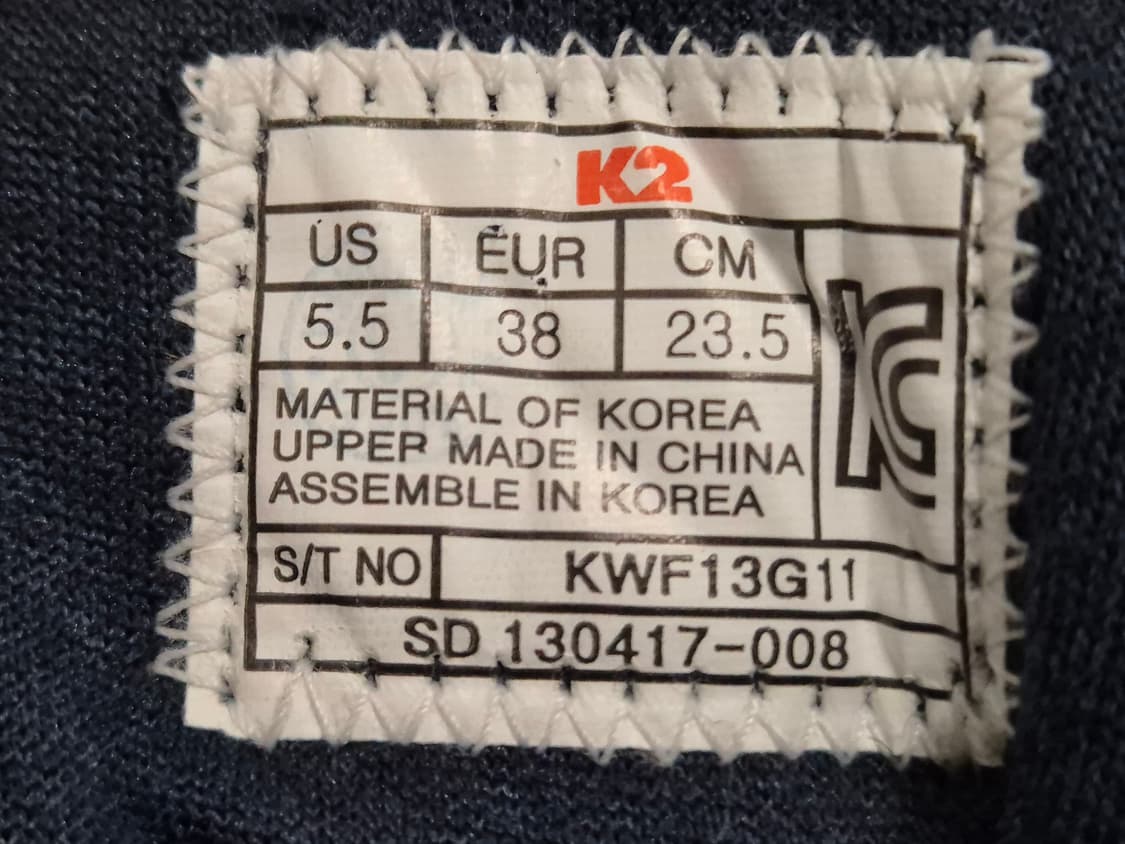 K2
US EUR CM
5.5 38 23.5
MATERIAL OF KOREA
UPPER MADE IN CHINA
ASSEMBLE IN KOREA
S/T NO KWF13G11
SD 130417-008